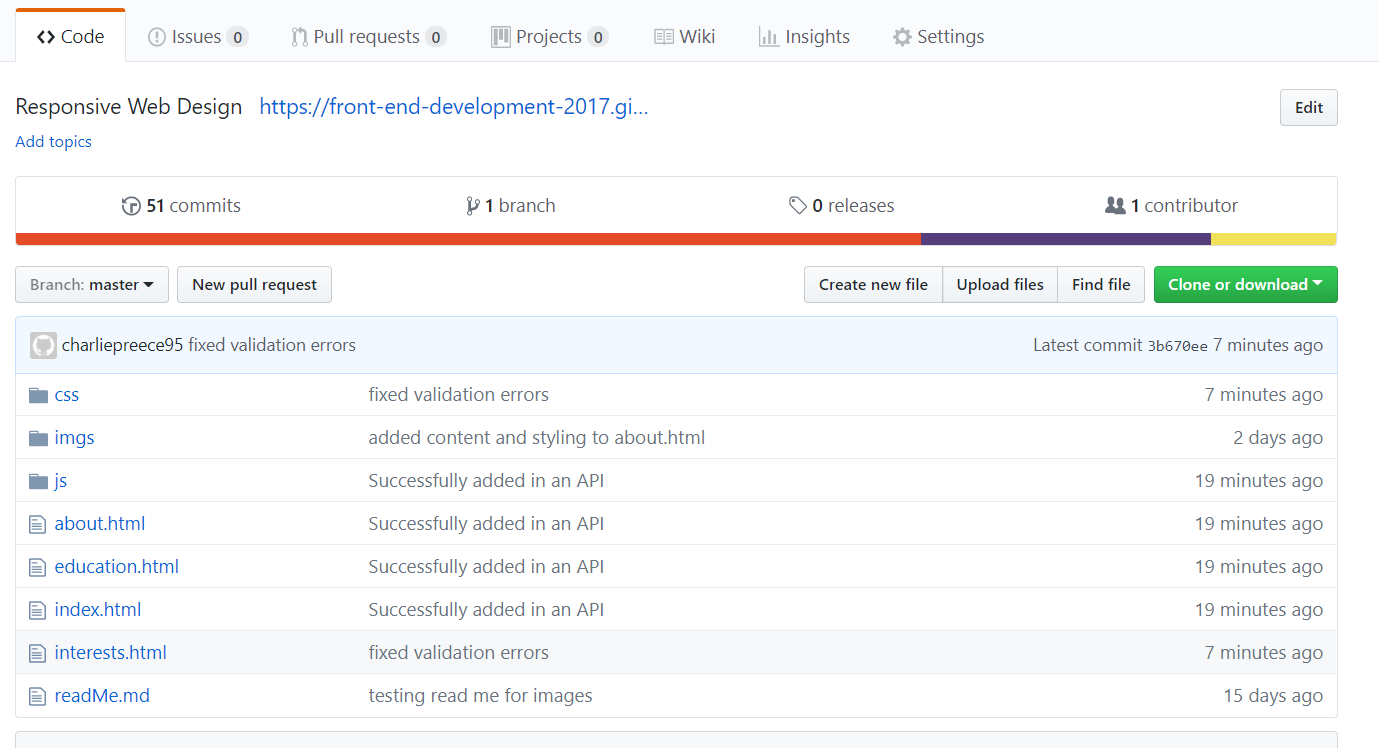 Code Issues 0 Pull requests 0 Projects 0 Wiki Insights Settings
Responsive Web Design https://front-end-development-2017.gi...
Edit
Add topics
51 commits 1 branch 0 releases 1 contributor
Branch: master New pull request Create new file Upload files Find file Clone or download
charliepreece95 fixed validation errors Latest commit 3b670ee 7 minutes ago
css fixed validation errors 7 minutes ago
imgs added content and styling to about.html 2 days ago
js Successfully added in an API 19 minutes ago
about.html Successfully added in an API 19 minutes ago
education.html Successfully added in an API 19 minutes ago
index.html Successfully added in an API 19 minutes ago
interests.html fixed validation errors 7 minutes ago
readMe.md testing read me for images 15 days ago